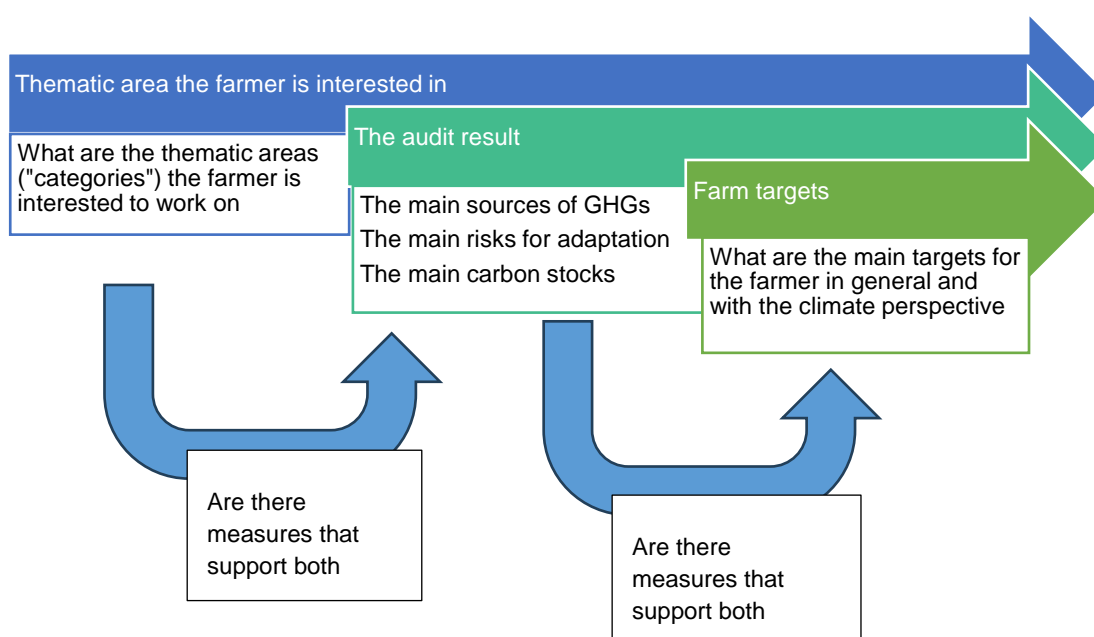 Thematic area the farmer is interested in
What are the thematic areas
("categories") the farmer is
interested to work on
The audit result
The main sources of GHGs
The main risks for adaptation
The main carbon stocks
Farm targets
What are the main targets for
the farmer in general and
with the climate perspective
Are there
measures that
support both
Are there
measures that
support both